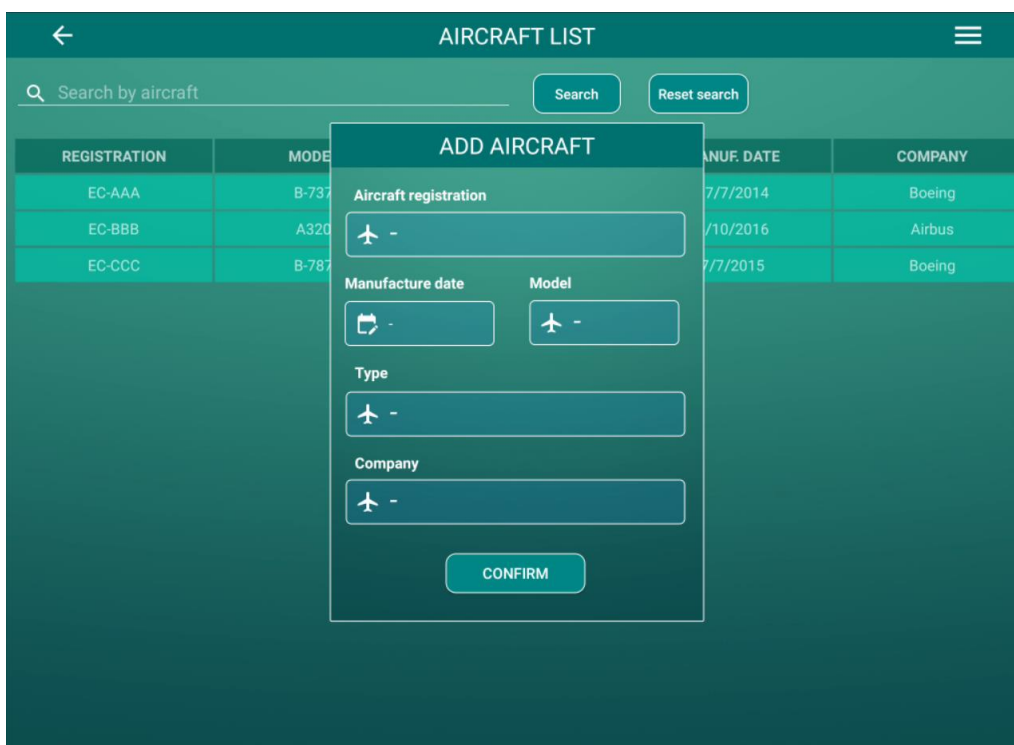 AIRCRAFT LIST
Search by aircraft
Search
Reset search
ADD AIRCRAFT
REGISTRATION MODE ANUF. DATE COMPANY
EC-AAA B-737 7/7/2014 Boeing
EC-BBB A320 /10/2016 Airbus
EC-CCC B-787 7/7/2015 Boeing
Aircraft registration
-
Manufacture date Model
- -
Type
-
Company
-
CONFIRM